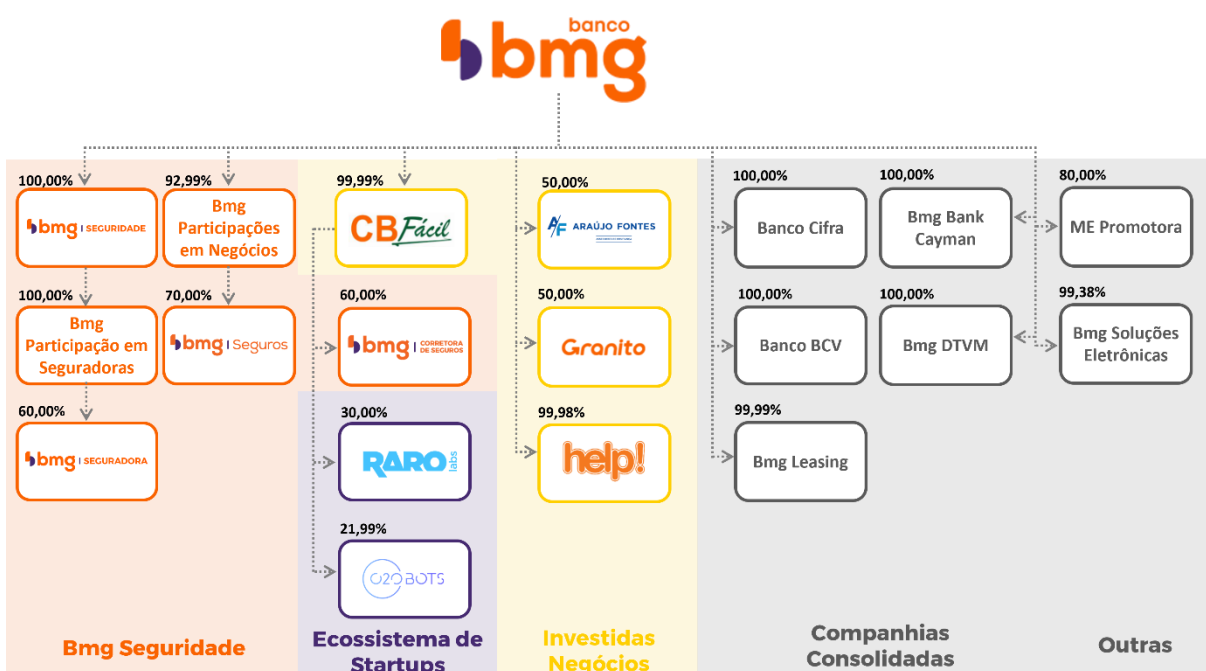 banco
bmg
100,00%
bmg | SEGURIDADE
92,99%
Bmg
Participações
em Negócios
99,99%
CB Fácil
50,00%
AF ARAÚJO FONTES
100,00%
Banco Cifra
100,00%
Bmg Bank
Cayman
80,00%
ME Promotora
100,00%
Bmg
Participação em
Seguradoras
70,00%
bmg | Seguros
60,00%
bmg | CORRETORA
DE SEGUROS
50,00%
Granito
100,00%
Banco BCV
100,00%
Bmg DTVM
99,38%
Bmg Soluções
Eletrônicas
60,00%
bmg | SEGURADORA
30,00%
RARO labs
99,98%
help!
99,99%
Bmg Leasing
21,99%
O2OBOTS
Bmg Seguridade
Ecossistema de
Startups
Investidas
Negócios
Companhias
Consolidadas
Outras